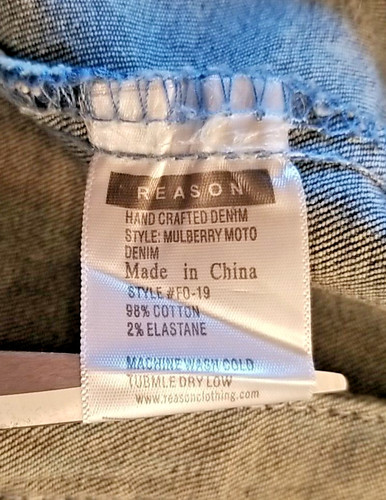 REASON
HAND CRAFTED DENIM
STYLE: MULBERRY MOTO
DENIM
Made in China
STYLE #FO-19
98% COTTON
2% ELASTANE
MACHINE WASH COLD
TUBMLE DRY LOW
www.reasonclothing.com